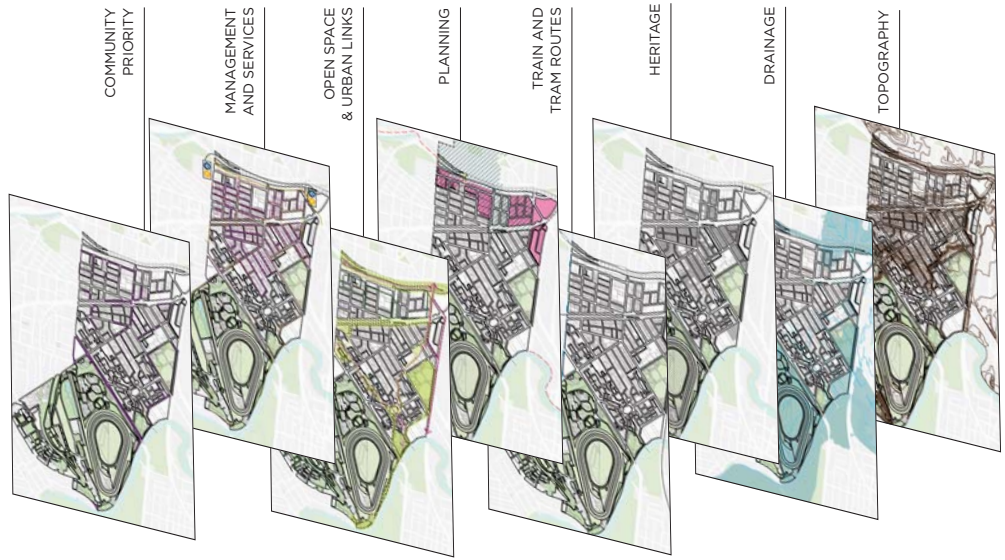 COMMUNITY
PRIORITY
MANAGEMENT
AND SERVICES
OPEN SPACE
& URBAN LINKS
PLANNING
TRAIN AND
TRAM ROUTES
HERITAGE
DRAINAGE
TOPOGRAPHY